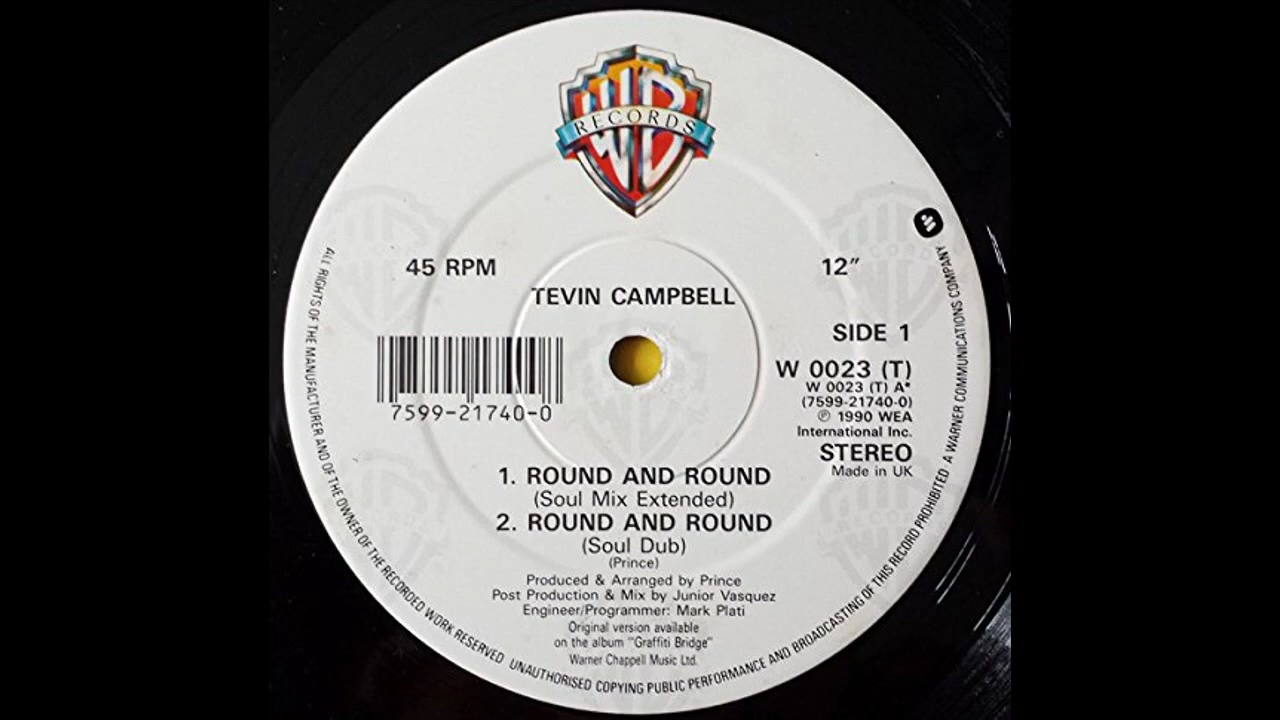 WB
RECORDS
45 RPM
12”
TEVIN CAMPBELL
SIDE 1
W 0023 (T)
W 0023 (T) A*
(7599-21740-0)
℗ 1990 WEA
International Inc.
STEREO
Made in UK
7599-21740-0
1. ROUND AND ROUND
(Soul Mix Extended)
2. ROUND AND ROUND
(Soul Dub)
(Prince)
Produced & Arranged by Prince
Post Production & Mix by Junior Vasquez
Engineer/Programmer: Mark Plati
Original version available
on the album "Graffiti Bridge"
Warner Chappell Music Ltd.
ALL RIGHTS OF THE MANUFACTURER AND OF THE OWNER OF THE RECORDED WORK RESERVED UNAUTHORISED COPYING PUBLIC PERFORMANCE AND BROADCASTING OF THIS RECORD PROHIBITED · A WARNER COMMUNICATIONS COMPANY